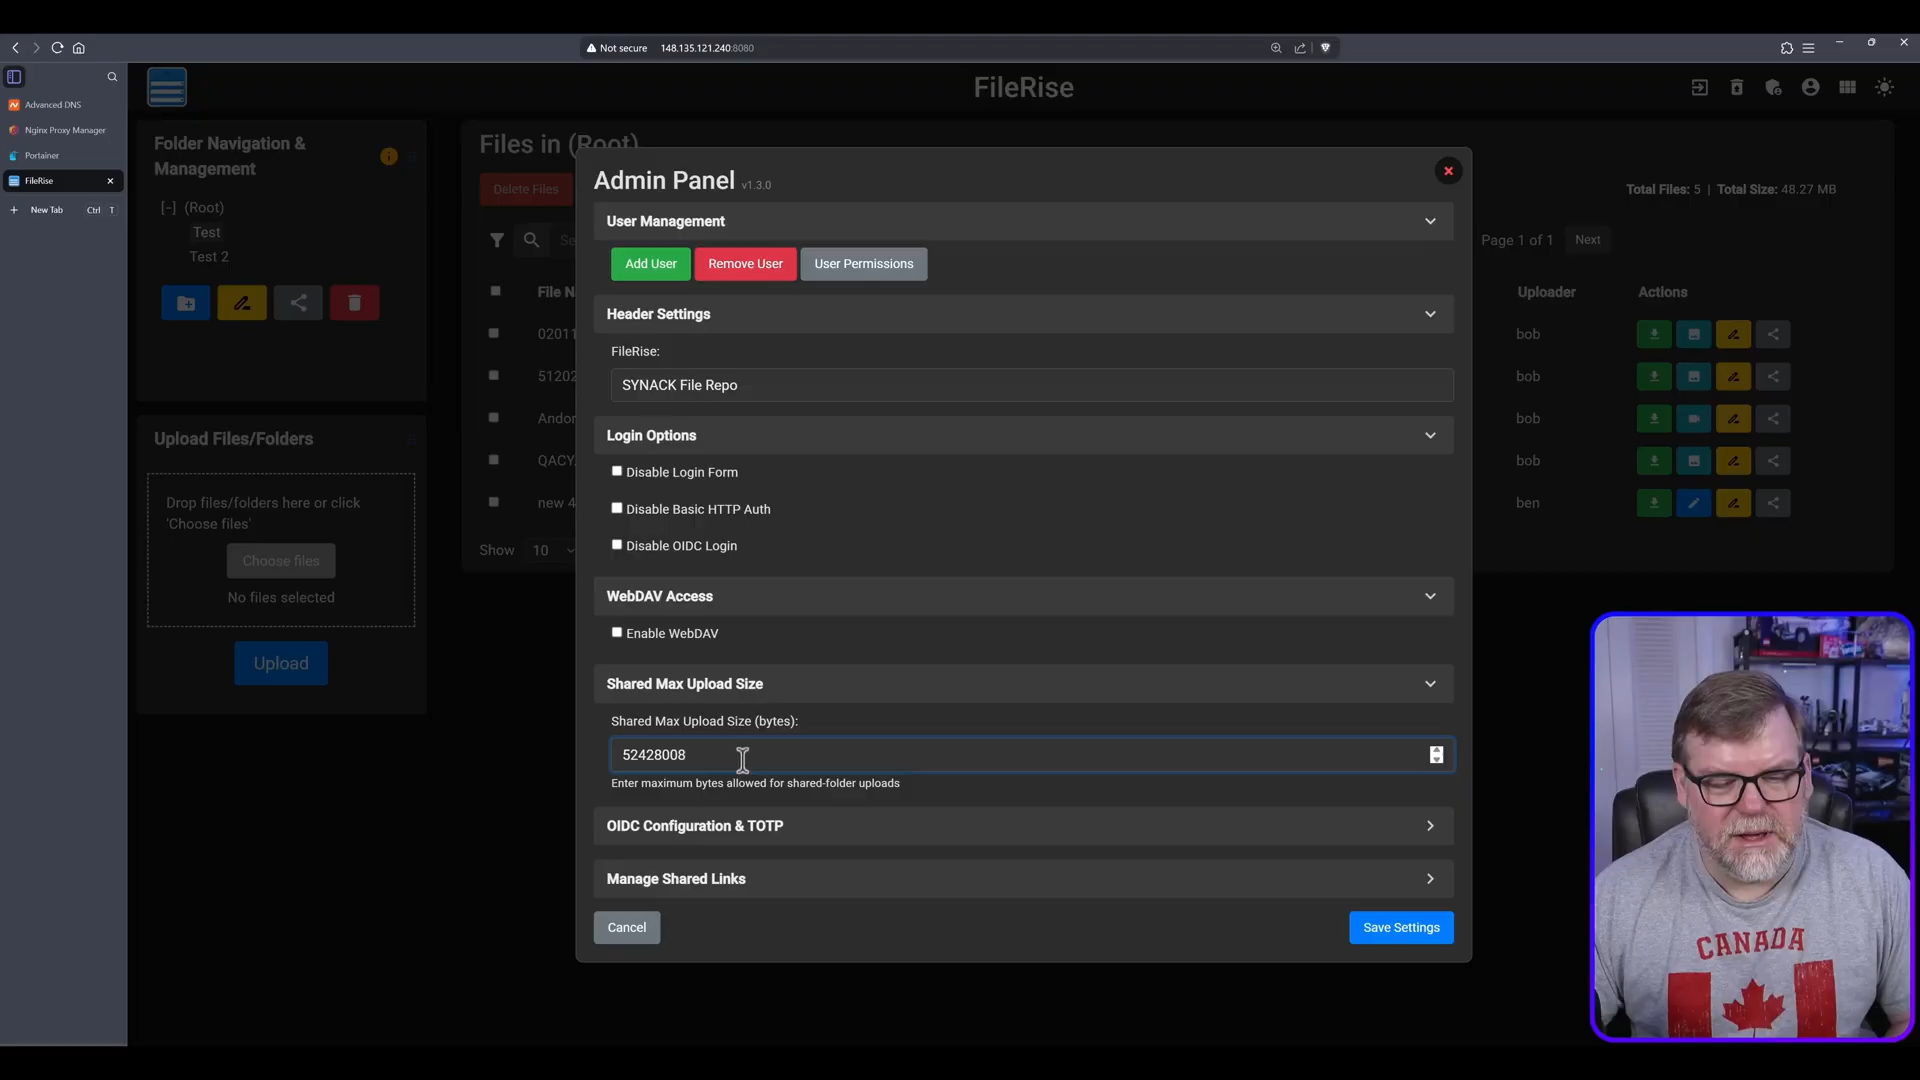 Not secure 148.135.121.240:8080
Advanced DNS
Nginx Proxy Manager
Portainer
FileRise
New Tab Ctrl T
FileRise
Folder Navigation &
Management
[-] (Root)
Test
Test 2
Upload Files/Folders
Drop files/folders here or click
'Choose files'
Choose files
No files selected
Upload
Files in (Root)
Delete Files
Total Files: 5 | Total Size: 48.27 MB
Se
Page 1 of 1 Next
File N
Uploader Actions
02011
bob
51202
bob
Andor
bob
QACY
bob
new 4
ben
Show 10
Admin Panel v1.3.0
User Management
Add User Remove User User Permissions
Header Settings
FileRise:
SYNACK File Repo
Login Options
Disable Login Form
Disable Basic HTTP Auth
Disable OIDC Login
WebDAV Access
Enable WebDAV
Shared Max Upload Size
Shared Max Upload Size (bytes):
52428008
Enter maximum bytes allowed for shared-folder uploads
OIDC Configuration & TOTP
Manage Shared Links
Cancel Save Settings
CANADA